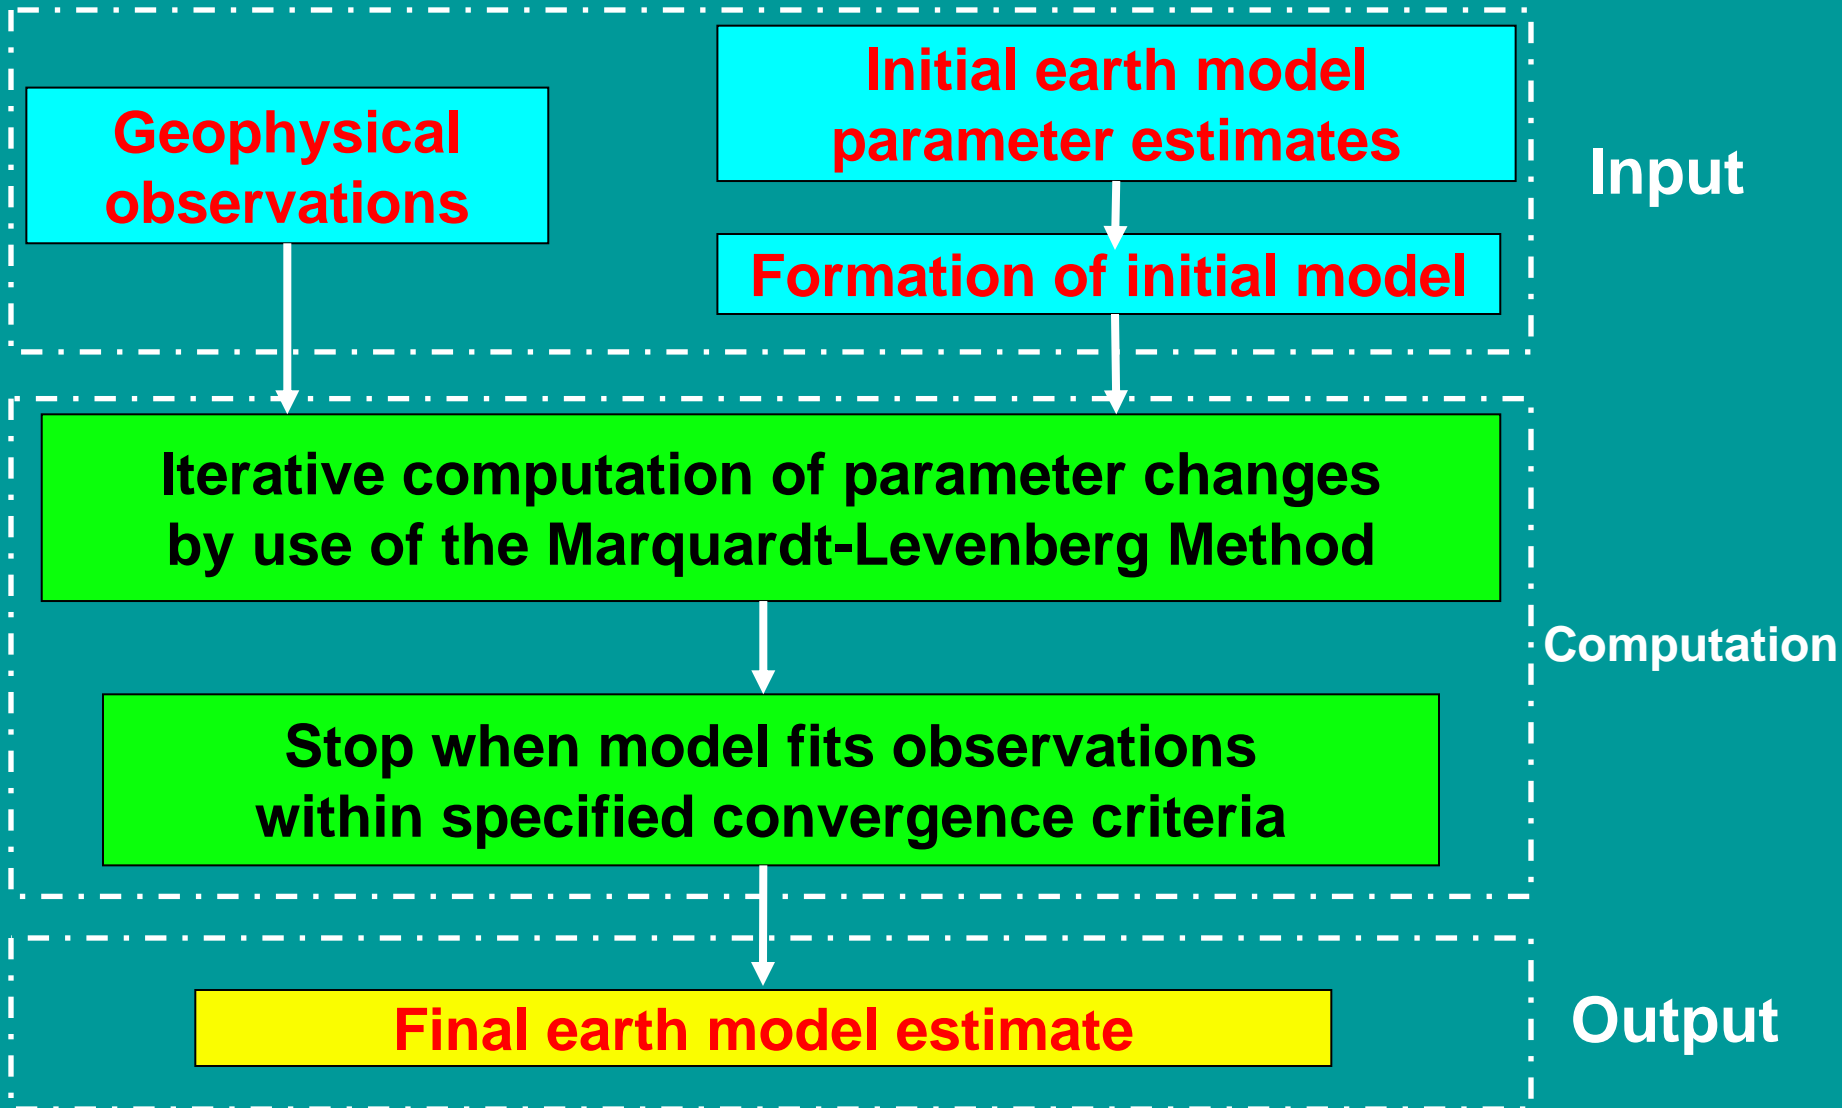 Initial earth model
parameter estimates
Geophysical
observations
Input
Formation of initial model
Iterative computation of parameter changes
by use of the Marquardt-Levenberg Method
Computation
Stop when model fits observations
within specified convergence criteria
Final earth model estimate
Output